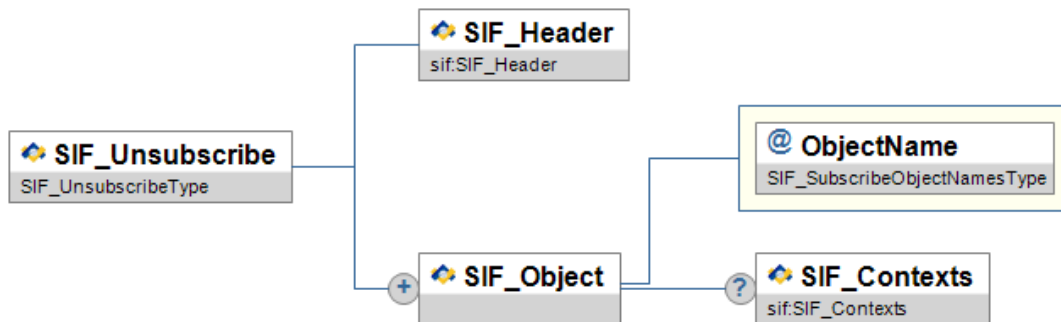 SIF_Header
sif:SIF_Header
SIF_Unsubscribe
SIF_UnsubscribeType
@ ObjectName
SIF_SubscribeObjectNamesType
+
SIF_Object
?
SIF_Contexts
sif:SIF_Contexts